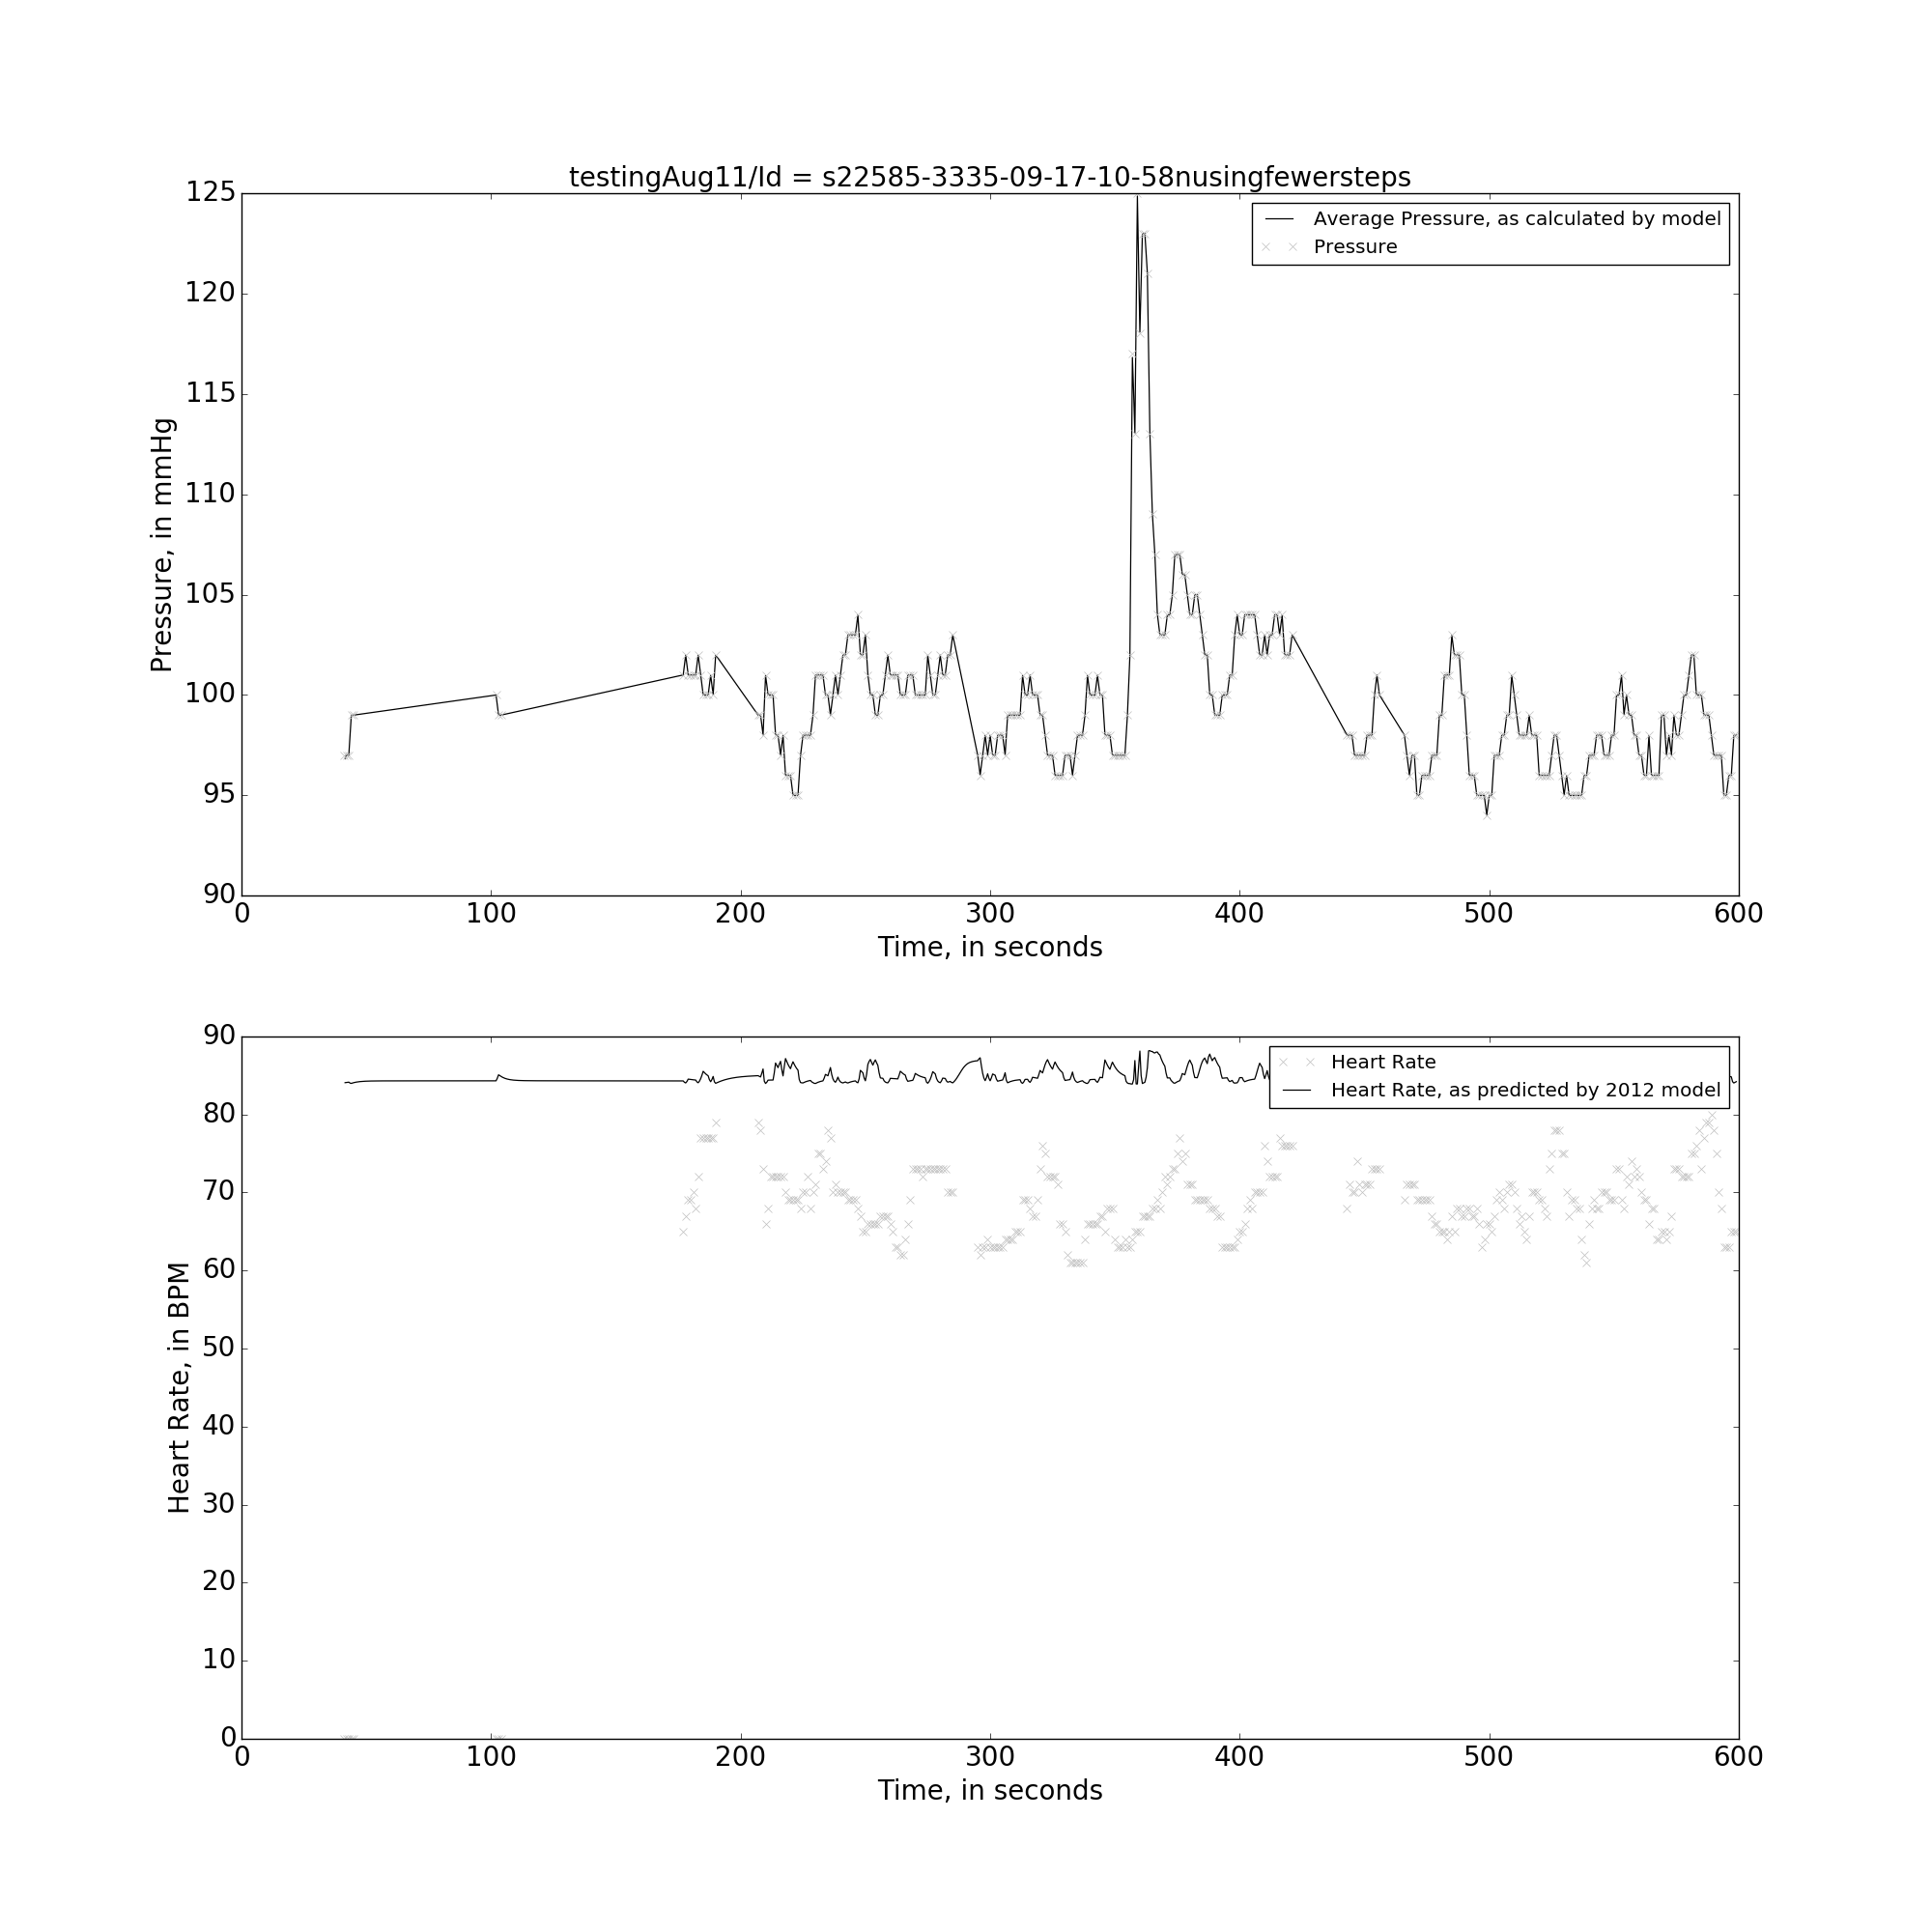 testingAug11/Id = s22585-3335-09-17-10-58nusingfewersteps
125
120
115
110
105
100
95
90
Pressure, in mmHg
Average Pressure, as calculated by model
Pressure
0 100 200 300 400 500 600
Time, in seconds
90
80
70
60
50
40
30
20
10
0
Heart Rate, in BPM
Heart Rate
Heart Rate, as predicted by 2012 model
0 100 200 300 400 500 600
Time, in seconds